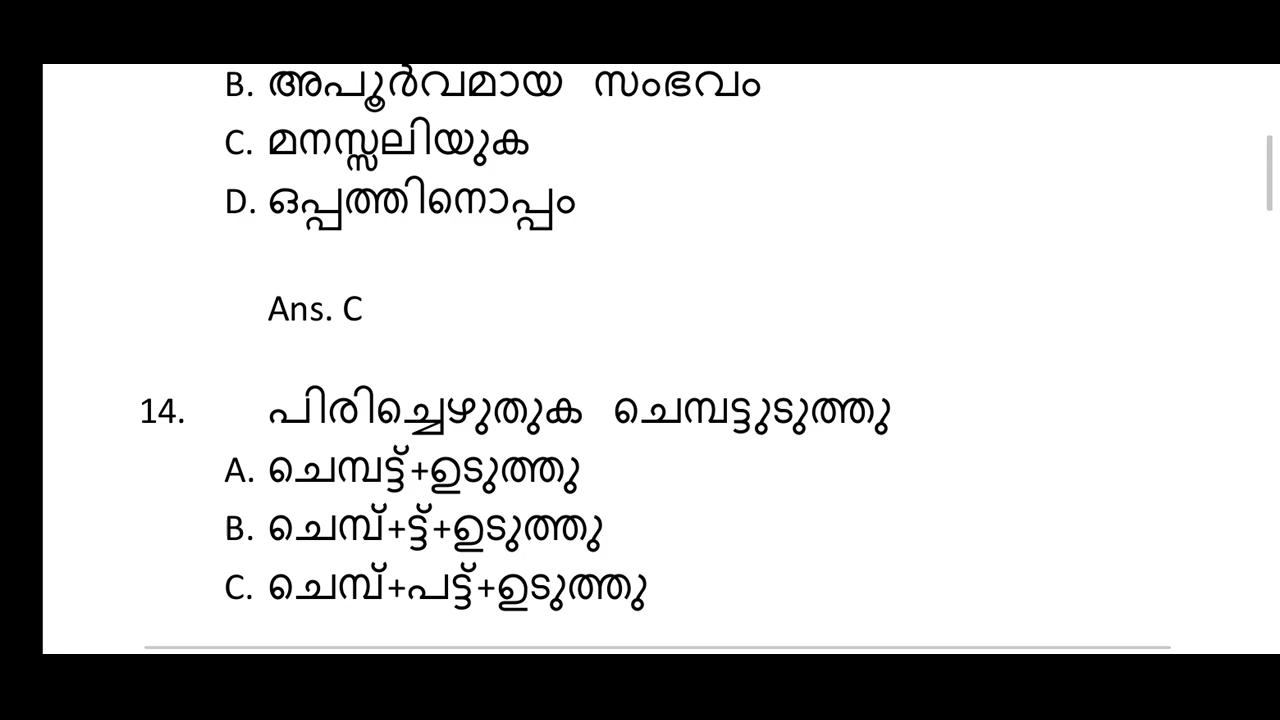 B. അപൂർവമായ സംഭവം
C. മനസ്സലിയുക
D. ഒപ്പത്തിനൊപ്പം
Ans. C
14. പിരിച്ചെഴുതുക ചെമ്പട്ടുടുത്തു
A. ചെമ്പട്ട്+ഉടുത്തു
B. ചെമ്പ്+ട്ട്+ഉടുത്തു
C. ചെമ്പ്+പട്ട്+ഉടുത്തു